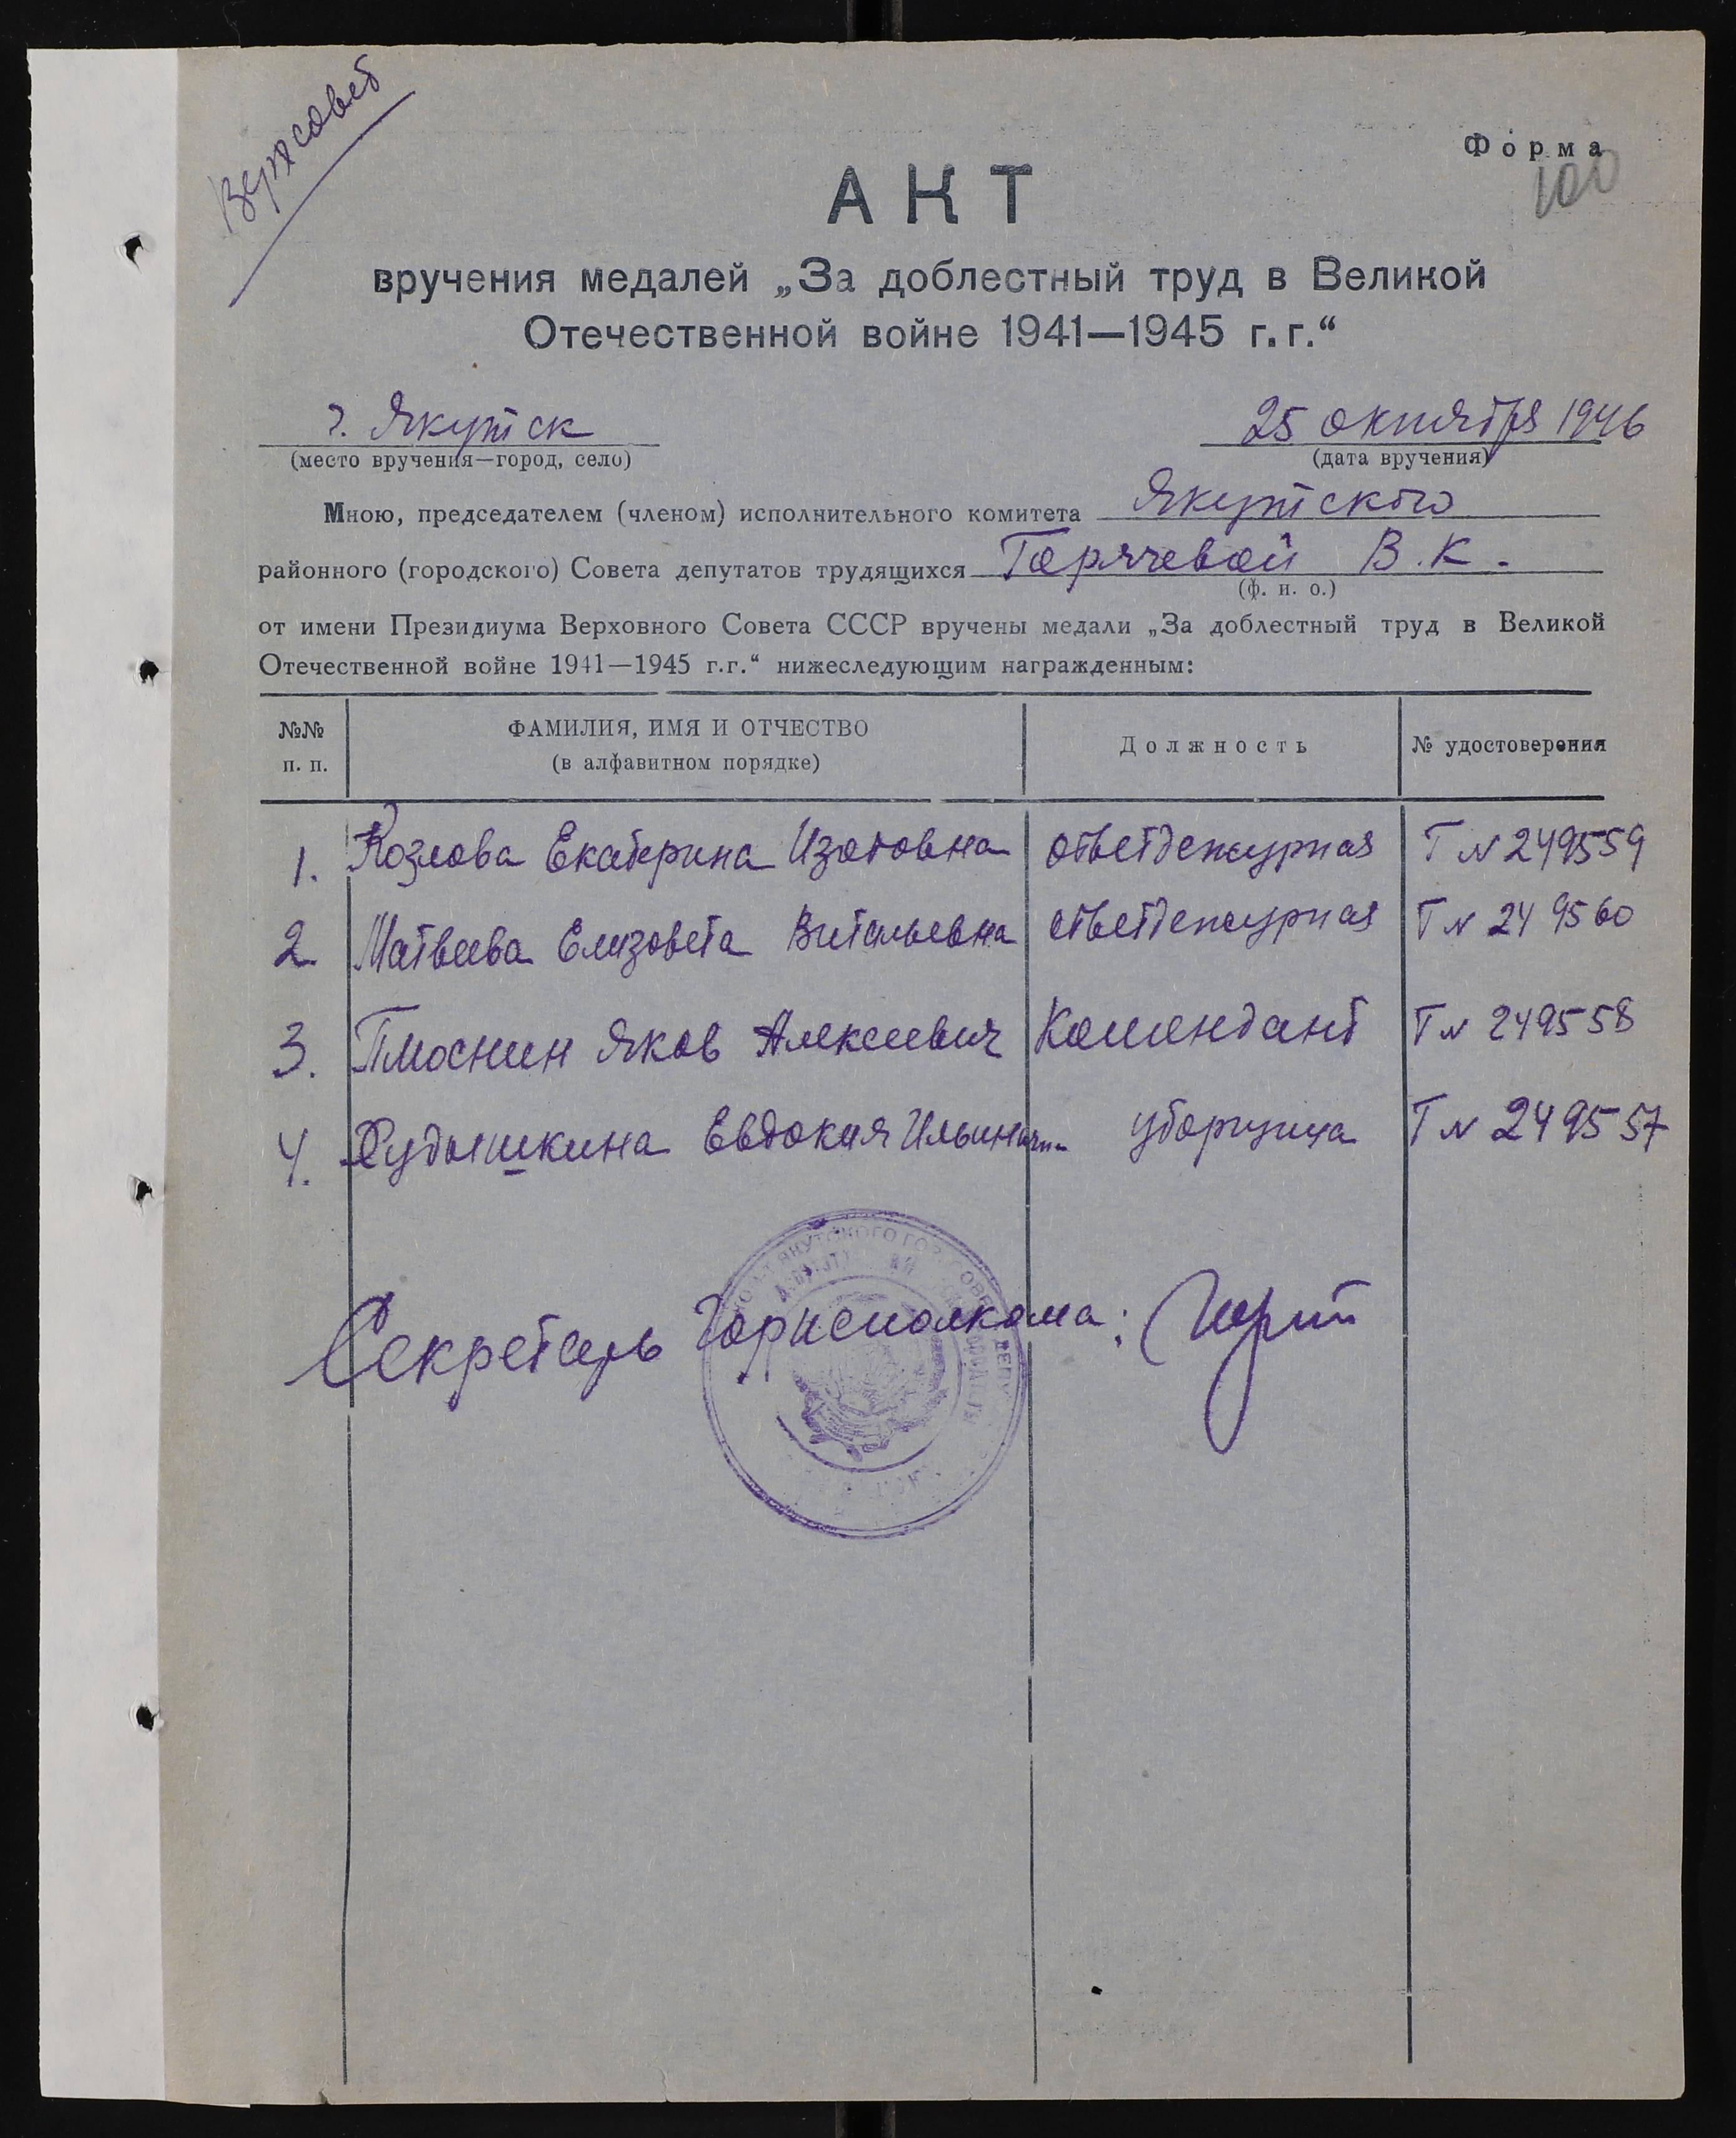 Верхсовет
Форма
100
АКТ
вручения медалей „За доблестный труд в Великой
Отечественной войне 1941—1945 г.г.“
г. Якутск
25 октября 1946
(место вручения—город, село)
(дата вручения)
Мною, председателем (членом) исполнительного комитета Якутского
районного (городского) Совета депутатов трудящихся Горячевой В.К.
(ф. и. о.)
от имени Президиума Верховного Совета СССР вручены медали „За доблестный труд в Великой
Отечественной войне 1941—1945 г.г.“ нижеследующим награжденным:
№№ п. п. ФАМИЛИЯ, ИМЯ И ОТЧЕСТВО (в алфавитном порядке) Должность № удостоверения
1. Козлова Екатерина Изотовна ответдежурная Т № 249559
2 Матвеева Елизовета Витальевна ответдежурная Т № 249560
3. Плоснин Яков Алексеевич Комендант Т № 249558
4. Худышкина Евдокия Ильинична уборщица Т № 249557
Секретарь Горисполкома: